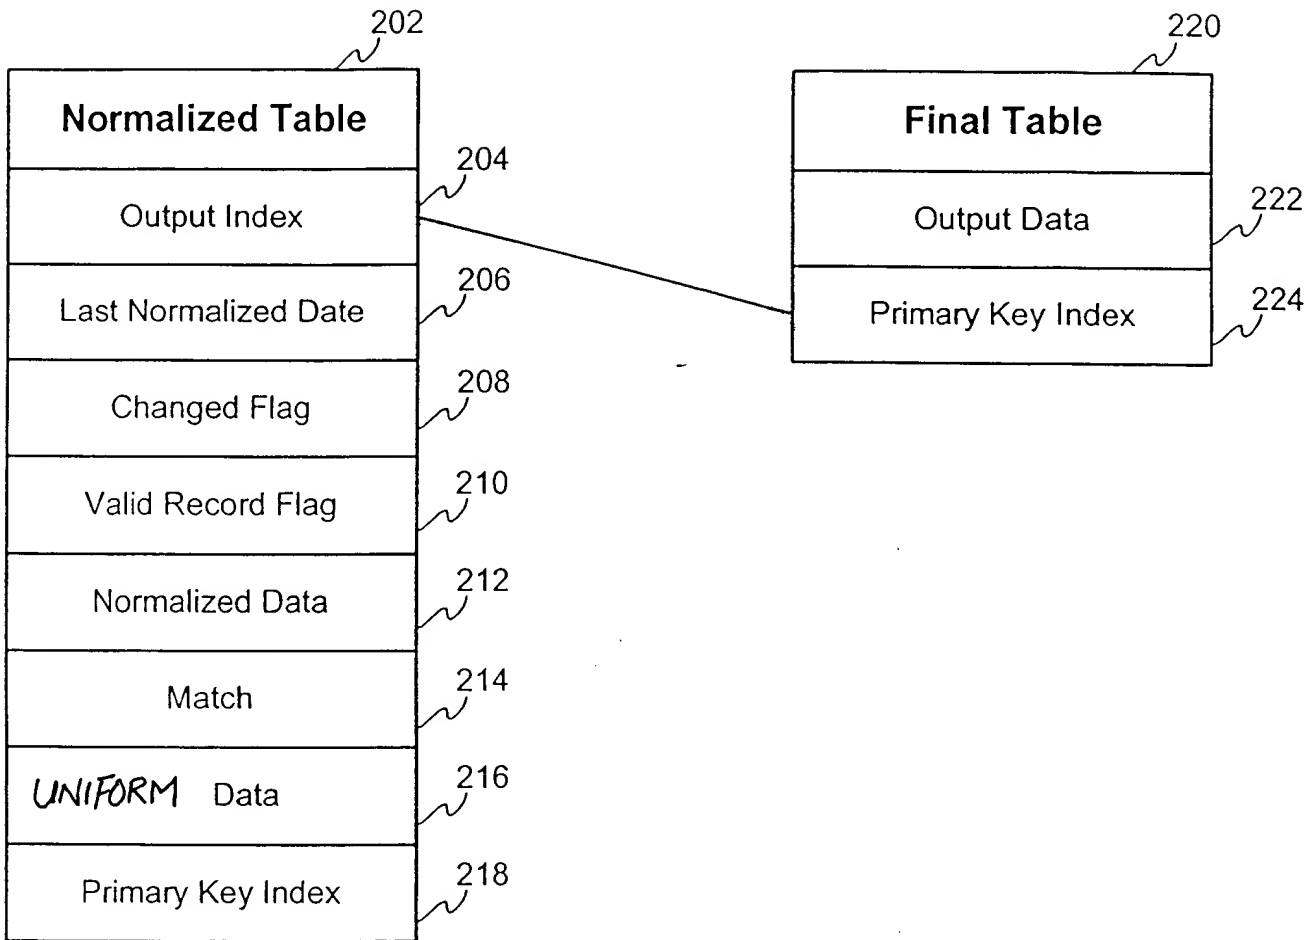 202
Normalized Table
204
Output Index
206
Last Normalized Date
208
Changed Flag
210
Valid Record Flag
212
Normalized Data
214
Match
216
UNIFORM Data
218
Primary Key Index
220
Final Table
222
Output Data
224
Primary Key Index